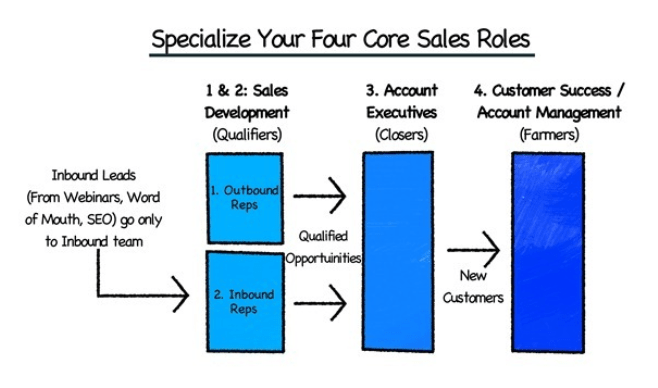 Specialize Your Four Core Sales Roles
1 & 2: Sales
Development
(Qualifiers)
3. Account
Executives
(Closers)
4. Customer Success /
Account Management
(Farmers)
Inbound Leads
(From Webinars, Word
of Mouth, SEO) go only
to Inbound team
1. Outbound
Reps
2. Inbound
Reps
Qualified
Opportuinities
New
Customers